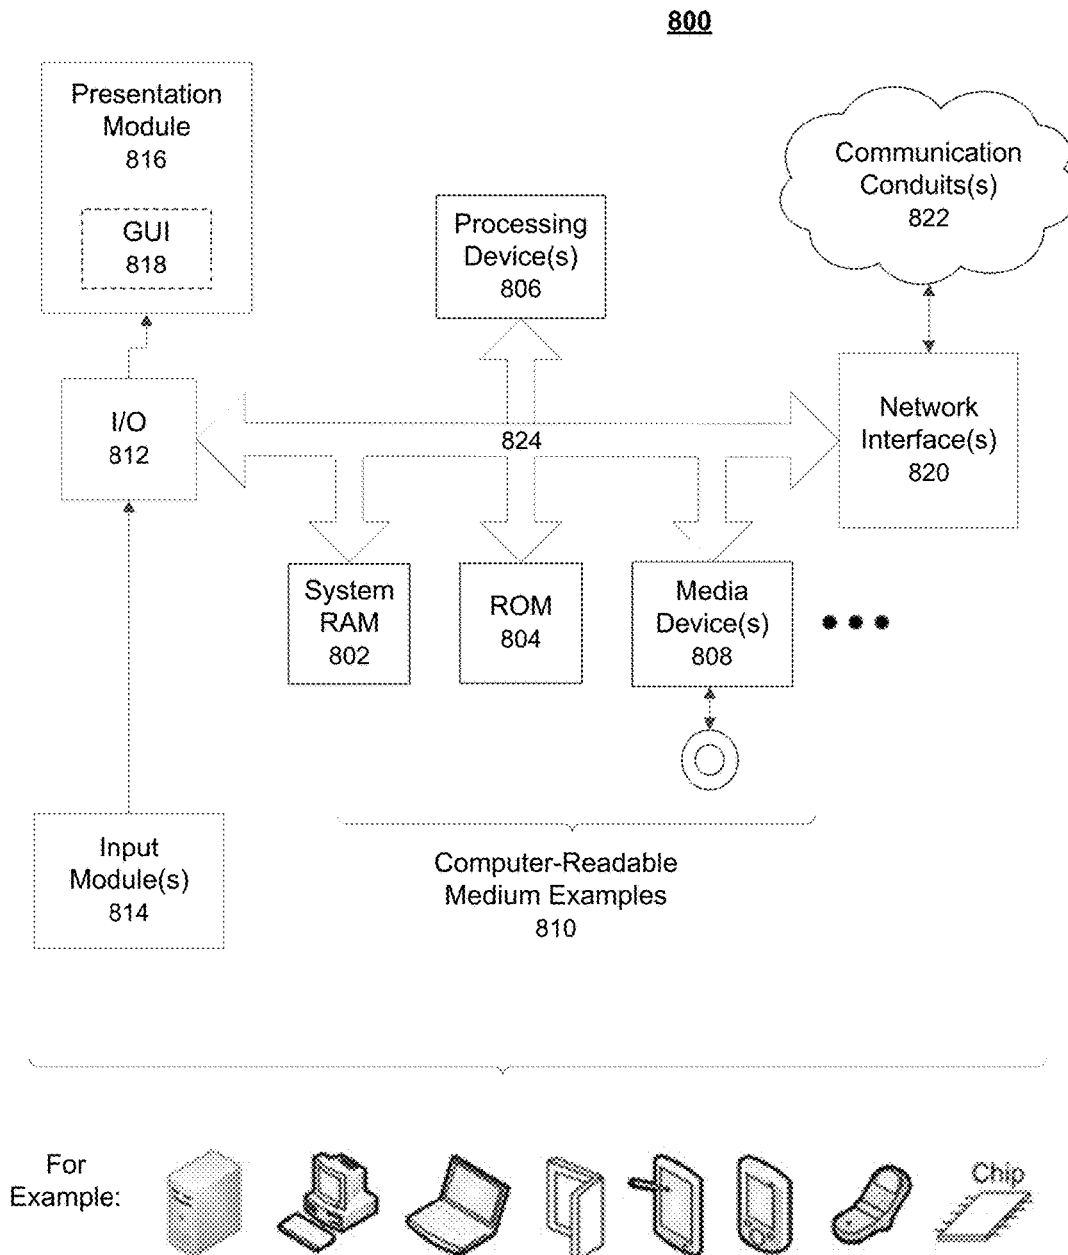 800
Presentation
Module
816
GUI
818
Processing
Device(s)
806
Communication
Conduits(s)
822
I/O
812
824
Network
Interface(s)
820
System
RAM
802
ROM
804
Media
Device(s)
808
Input
Module(s)
814
Computer-Readable
Medium Examples
810
For
Example:
Chip